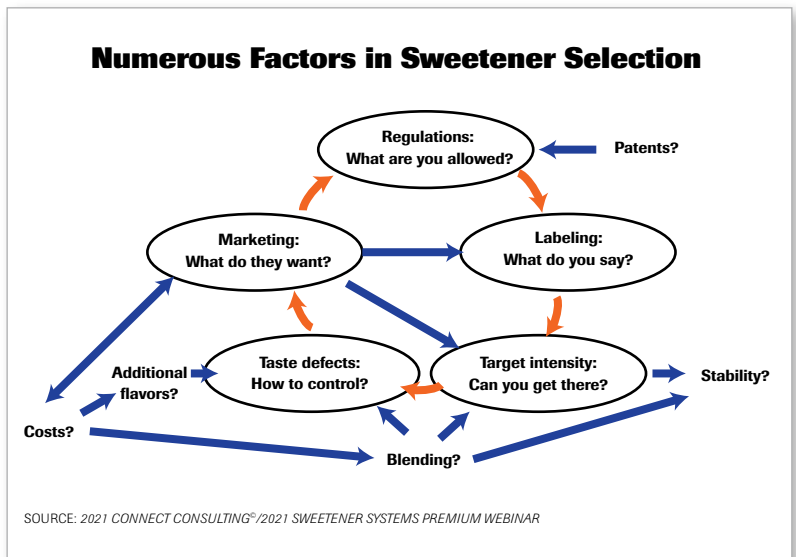 Numerous Factors in Sweetener Selection
Regulations:
What are you allowed?
Patents?
Marketing:
What do they want?
Labeling:
What do you say?
Additional
flavors?
Taste defects:
How to control?
Target intensity:
Can you get there?
Stability?
Costs?
Blending?
SOURCE: 2021 CONNECT CONSULTING©/2021 SWEETENER SYSTEMS PREMIUM WEBINAR